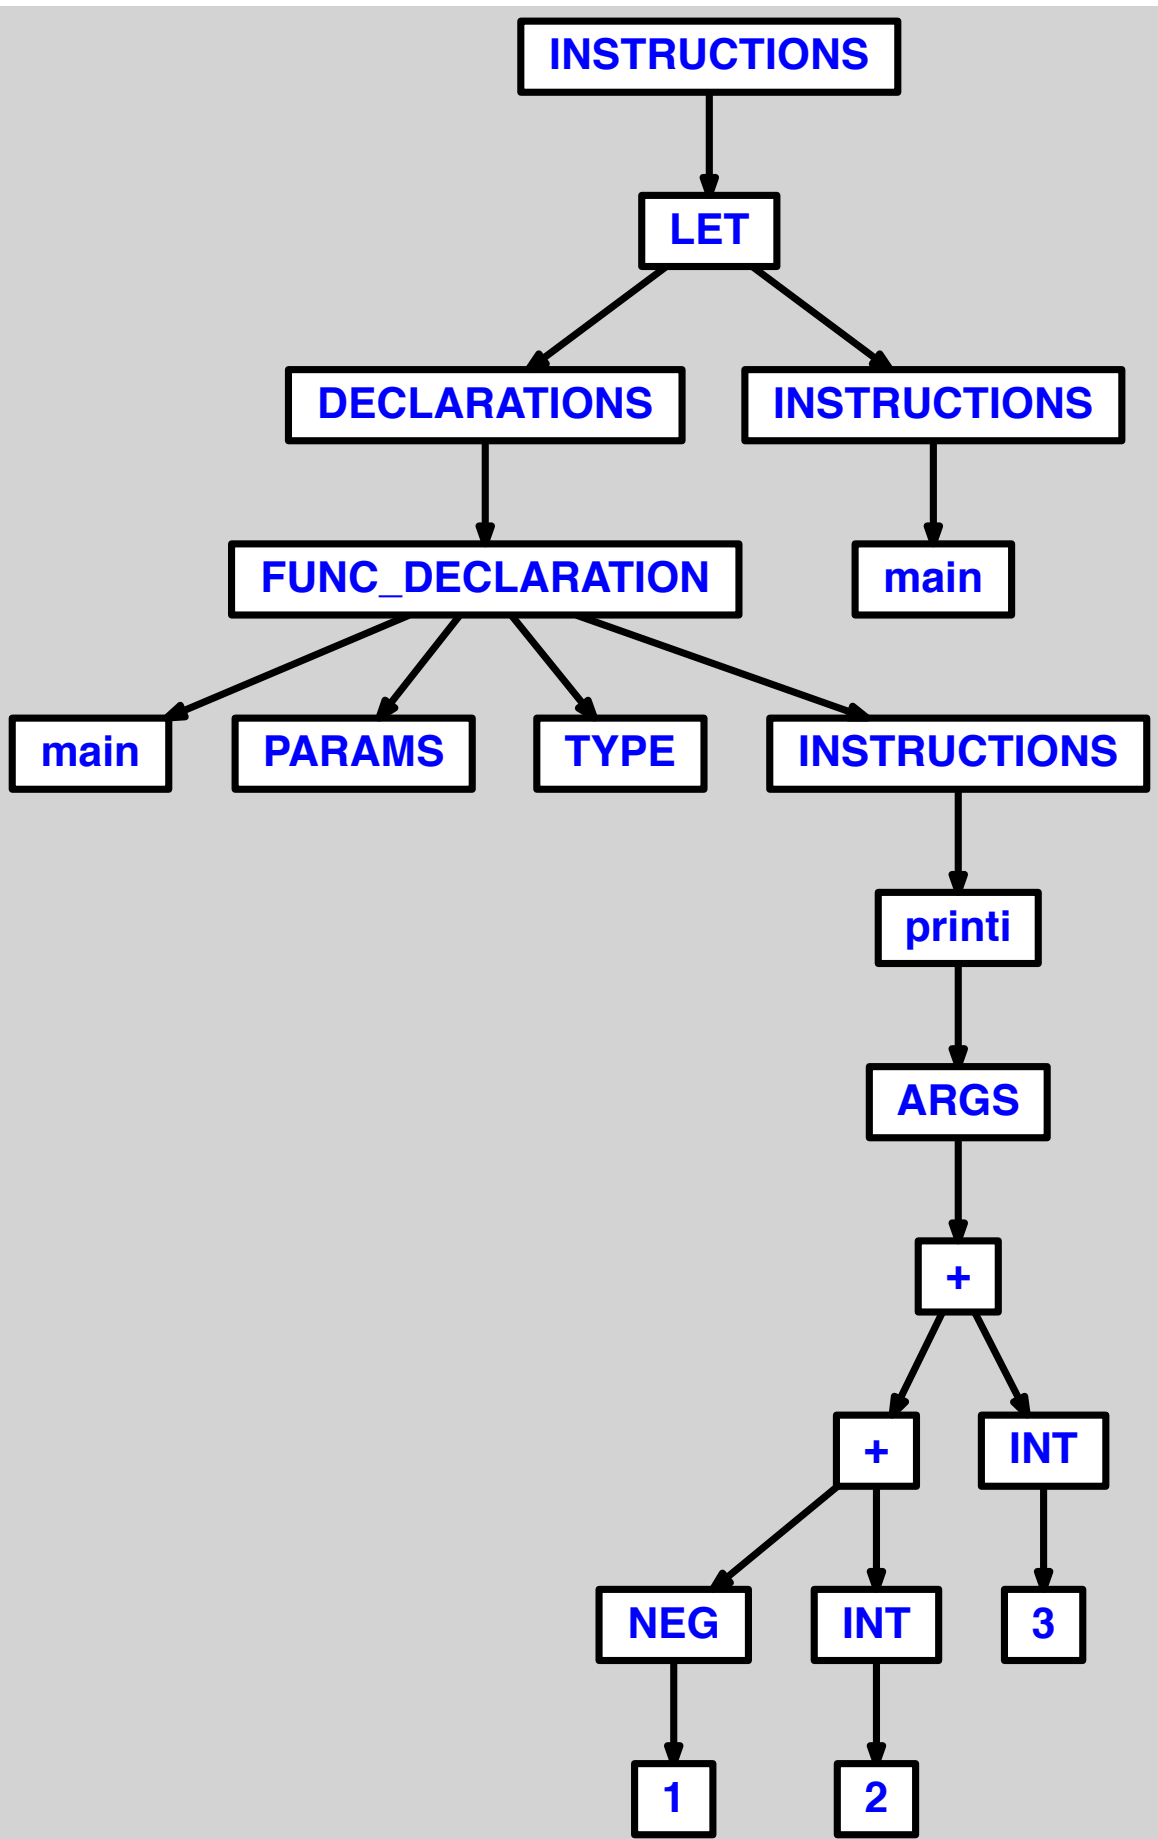 INSTRUCTIONS
LET
DECLARATIONS
INSTRUCTIONS
FUNC_DECLARATION
main
main
PARAMS
TYPE
INSTRUCTIONS
printi
ARGS
+
+
INT
NEG
INT
3
1
2